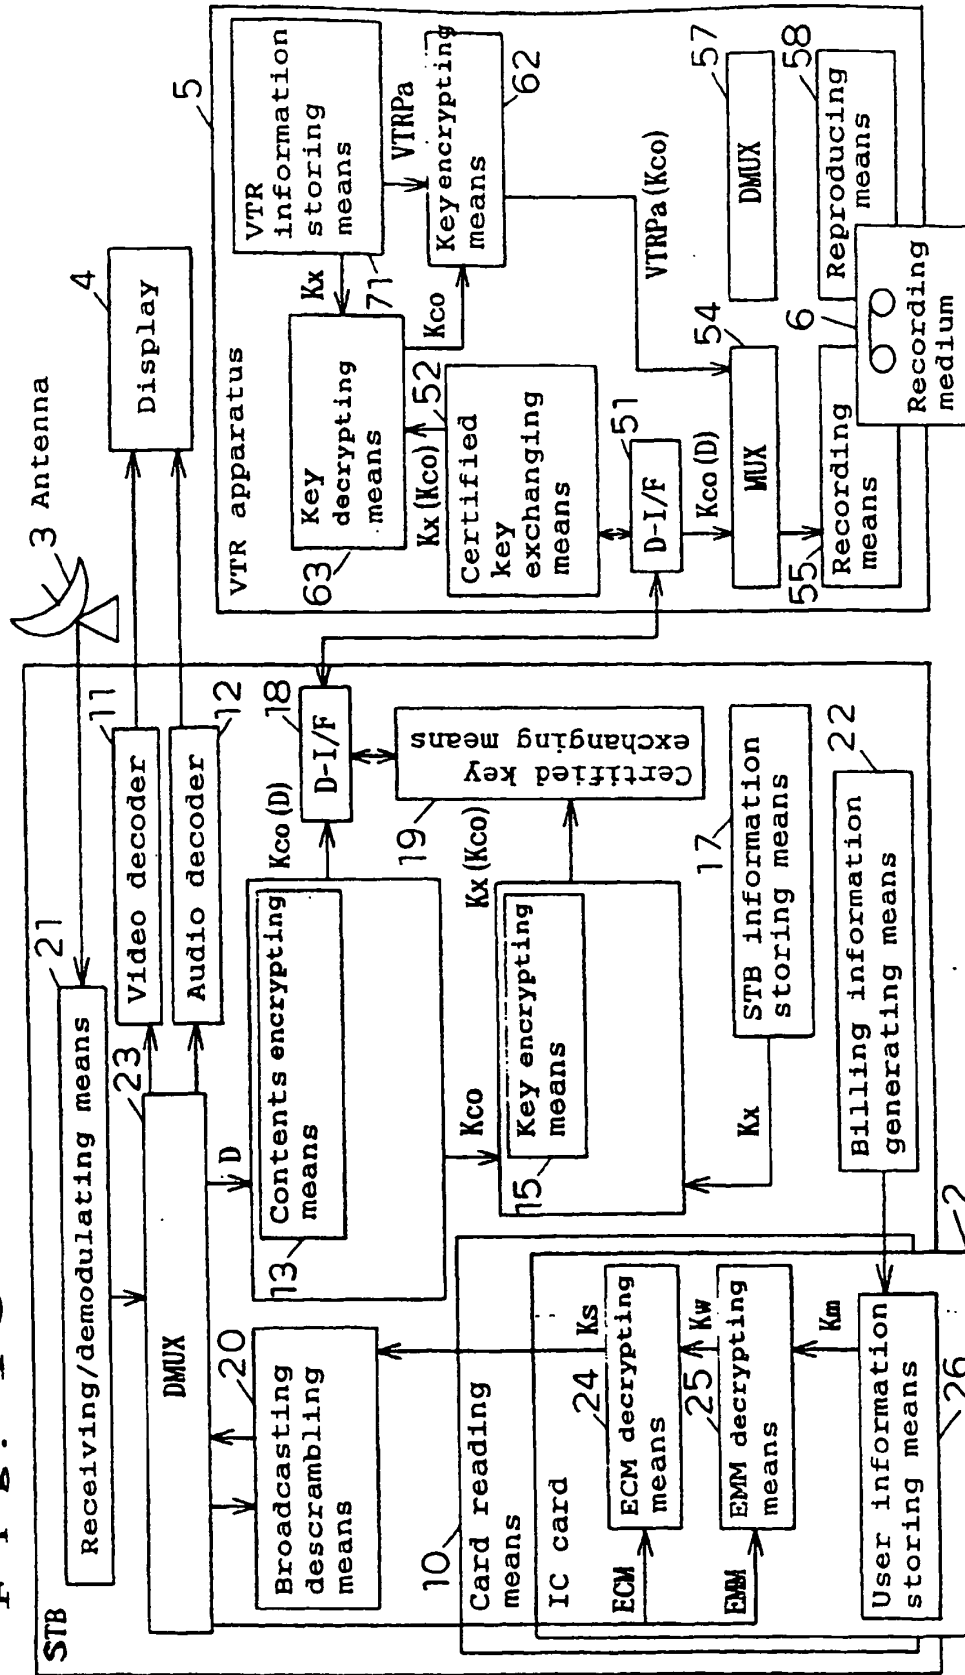 STB
21
Receiving/demodulating means
3 Antenna
4
Display
DMUX
23
Video decoder
11
Audio decoder
12
20
Broadcasting
descrambling
means
D
Contents encrypting
means
13
Kco(D)
18
D-I/F
Kco
Key encrypting
means
15
Kx(Kco)
19
Certified key
exchanging means
Kx
17
STB information
storing means
22
Billing information
generating means
10
Card reading
means
IC card
2
ECM
24
ECM decrypting
means
Ks
EMM
25
EMM decrypting
means
Kw
Km
User information
storing means
26
5
VTR apparatus
VTR
information
storing
means
71
Kx
VTRPa
Key
decrypting
means
63
Kco
Key encrypting
means
62
Kx(Kco)
52
Certified
key
exchanging
means
51
D-I/F
Kco(D)
VTRPa(Kco)
54
MUX
57
DMUX
55
Recording
means
58
Reproducing
means
6
Recording
medium